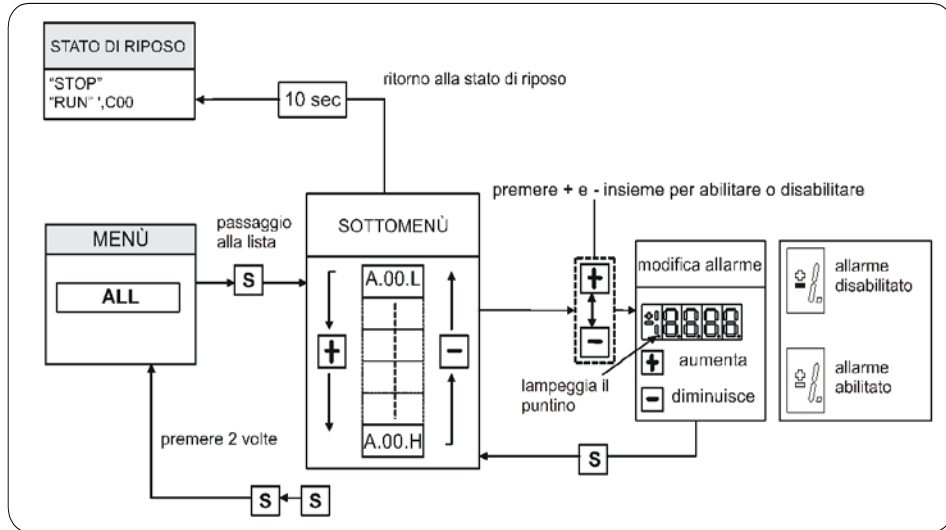 STATO DI RIPOSO
"STOP"
"RUN" ',C00
10 sec
ritorno alla stato di riposo
premere + e - insieme per abilitare o disabilitare
MENÙ
ALL
passaggio
alla lista
S
SOTTOMENÙ
A.00.L
+
-
A.00.H
+
-
modifica allarme
+ aumenta
- diminuisce
lampeggia il
puntino
allarme
disabilitato
allarme
abilitato
premere 2 volte
S S
S